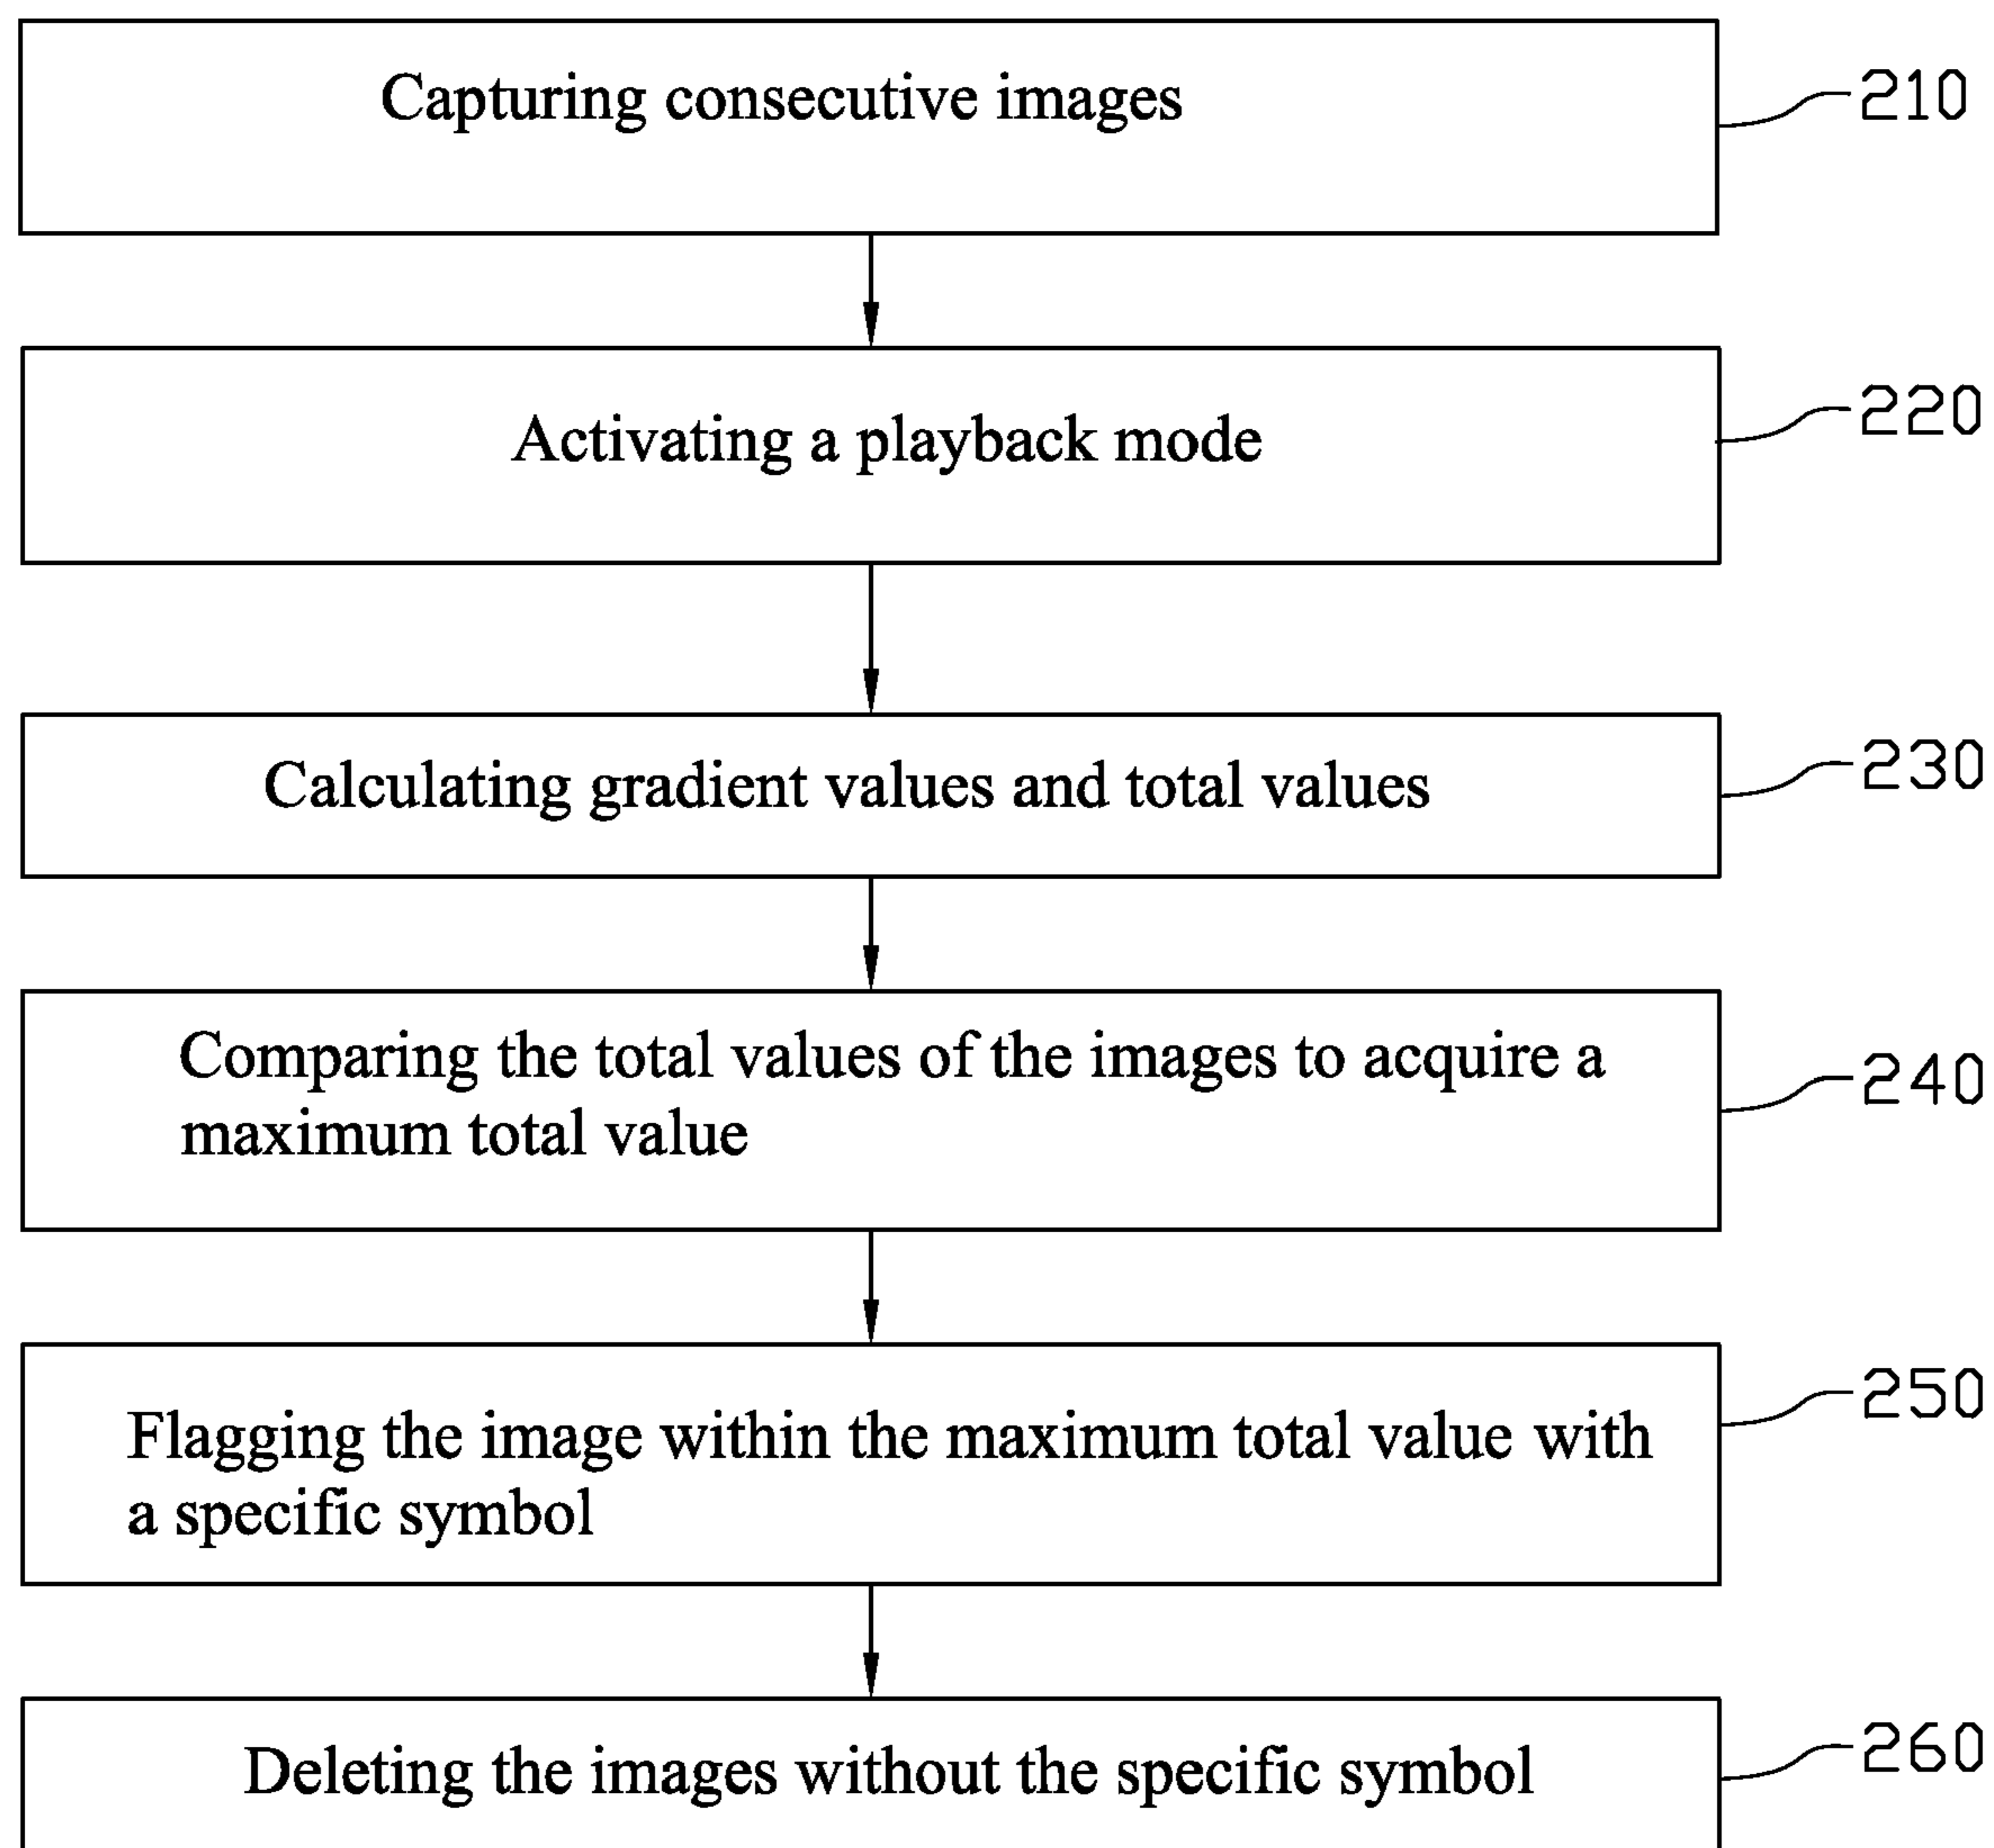 Capturing consecutive images
210
Activating a playback mode
220
Calculating gradient values and total values
230
Comparing the total values of the images to acquire a
maximum total value
240
Flagging the image within the maximum total value with
a specific symbol
250
Deleting the images without the specific symbol
260